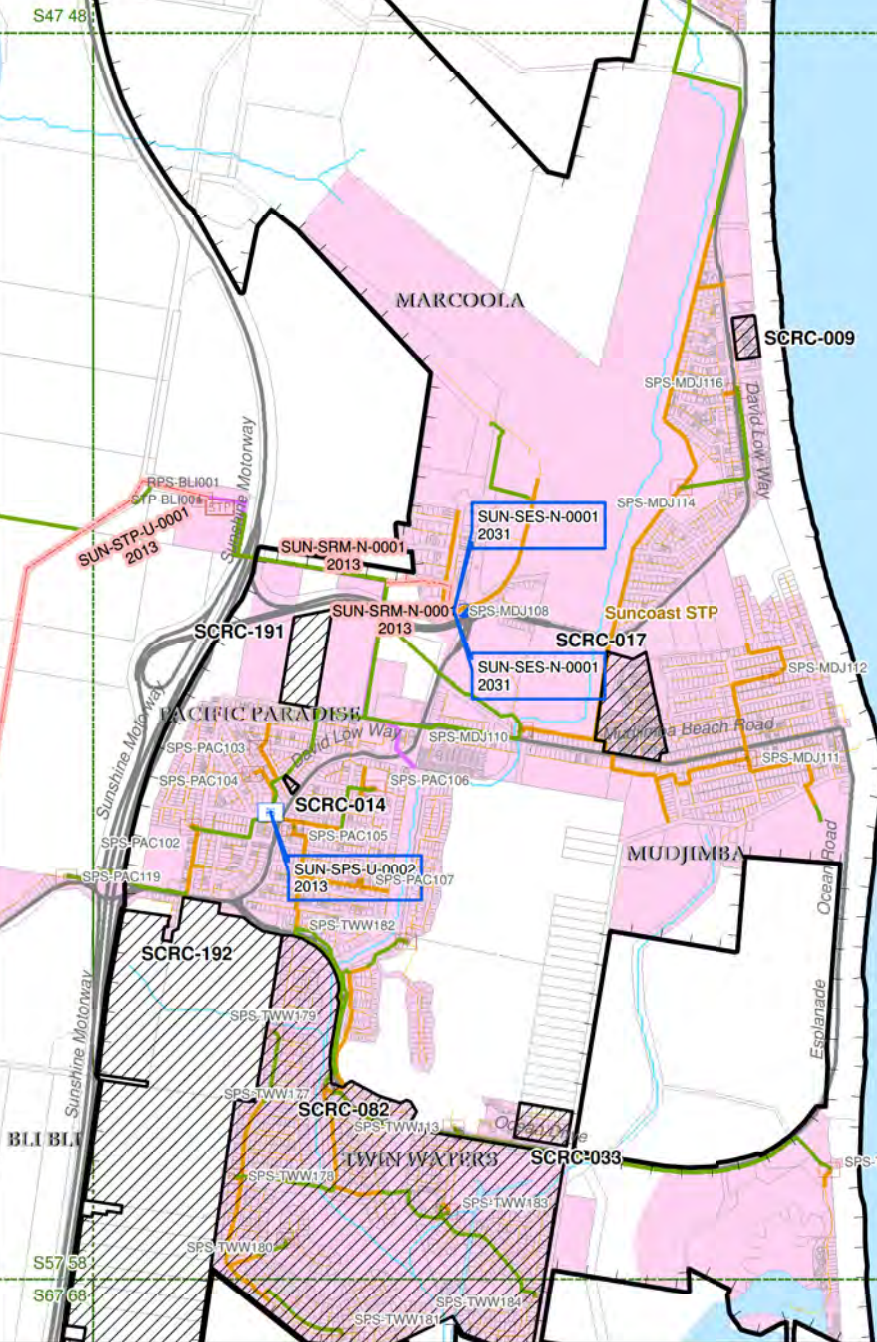 S47 48
MARCOOLA
SCRC-009
SPS-MDJ116
David Low Way
Sunshine Motorway
RPS-BLI001
STP
SUN-STP-U-0001
2013
SPS-MDJ114
SUN-SES-N-0001
2031
SUN-SRM-N-0001
2013
SUN-SRM-N-0001
2013
SPS-MDJ108
Suncoast STP
SCRC-191
SCRC-017
SUN-SES-N-0001
2031
SPS-MDJ112
Sunshine Motorway
PACIFIC PARADISE
David Low Way
Mudjimba Beach Road
SPS-MDJ110
SPS-PAC103
SPS-MDJ111
SPS-PAC104
SPS-PAC106
SCRC-014
SPS-PAC102
SPS-PAC105
MUDJIMBA
SUN-SPS-U-0002
2013
SPS-PAC107
SPS-PAC119
Ocean Road
SPS-TWW182
SCRC-192
Sunshine Motorway
SPS-TWW179
Esplanade
SPS-TWW177
SCRC-082
SPS-TWW113
Ocean Drive
BLI BLI
TWIN WATERS
SCRC-033
SPS-TWW178
SPS-TWW183
SPS-TWW180
S57 58
S67 68
SPS-TWW184
SPS-TWW181